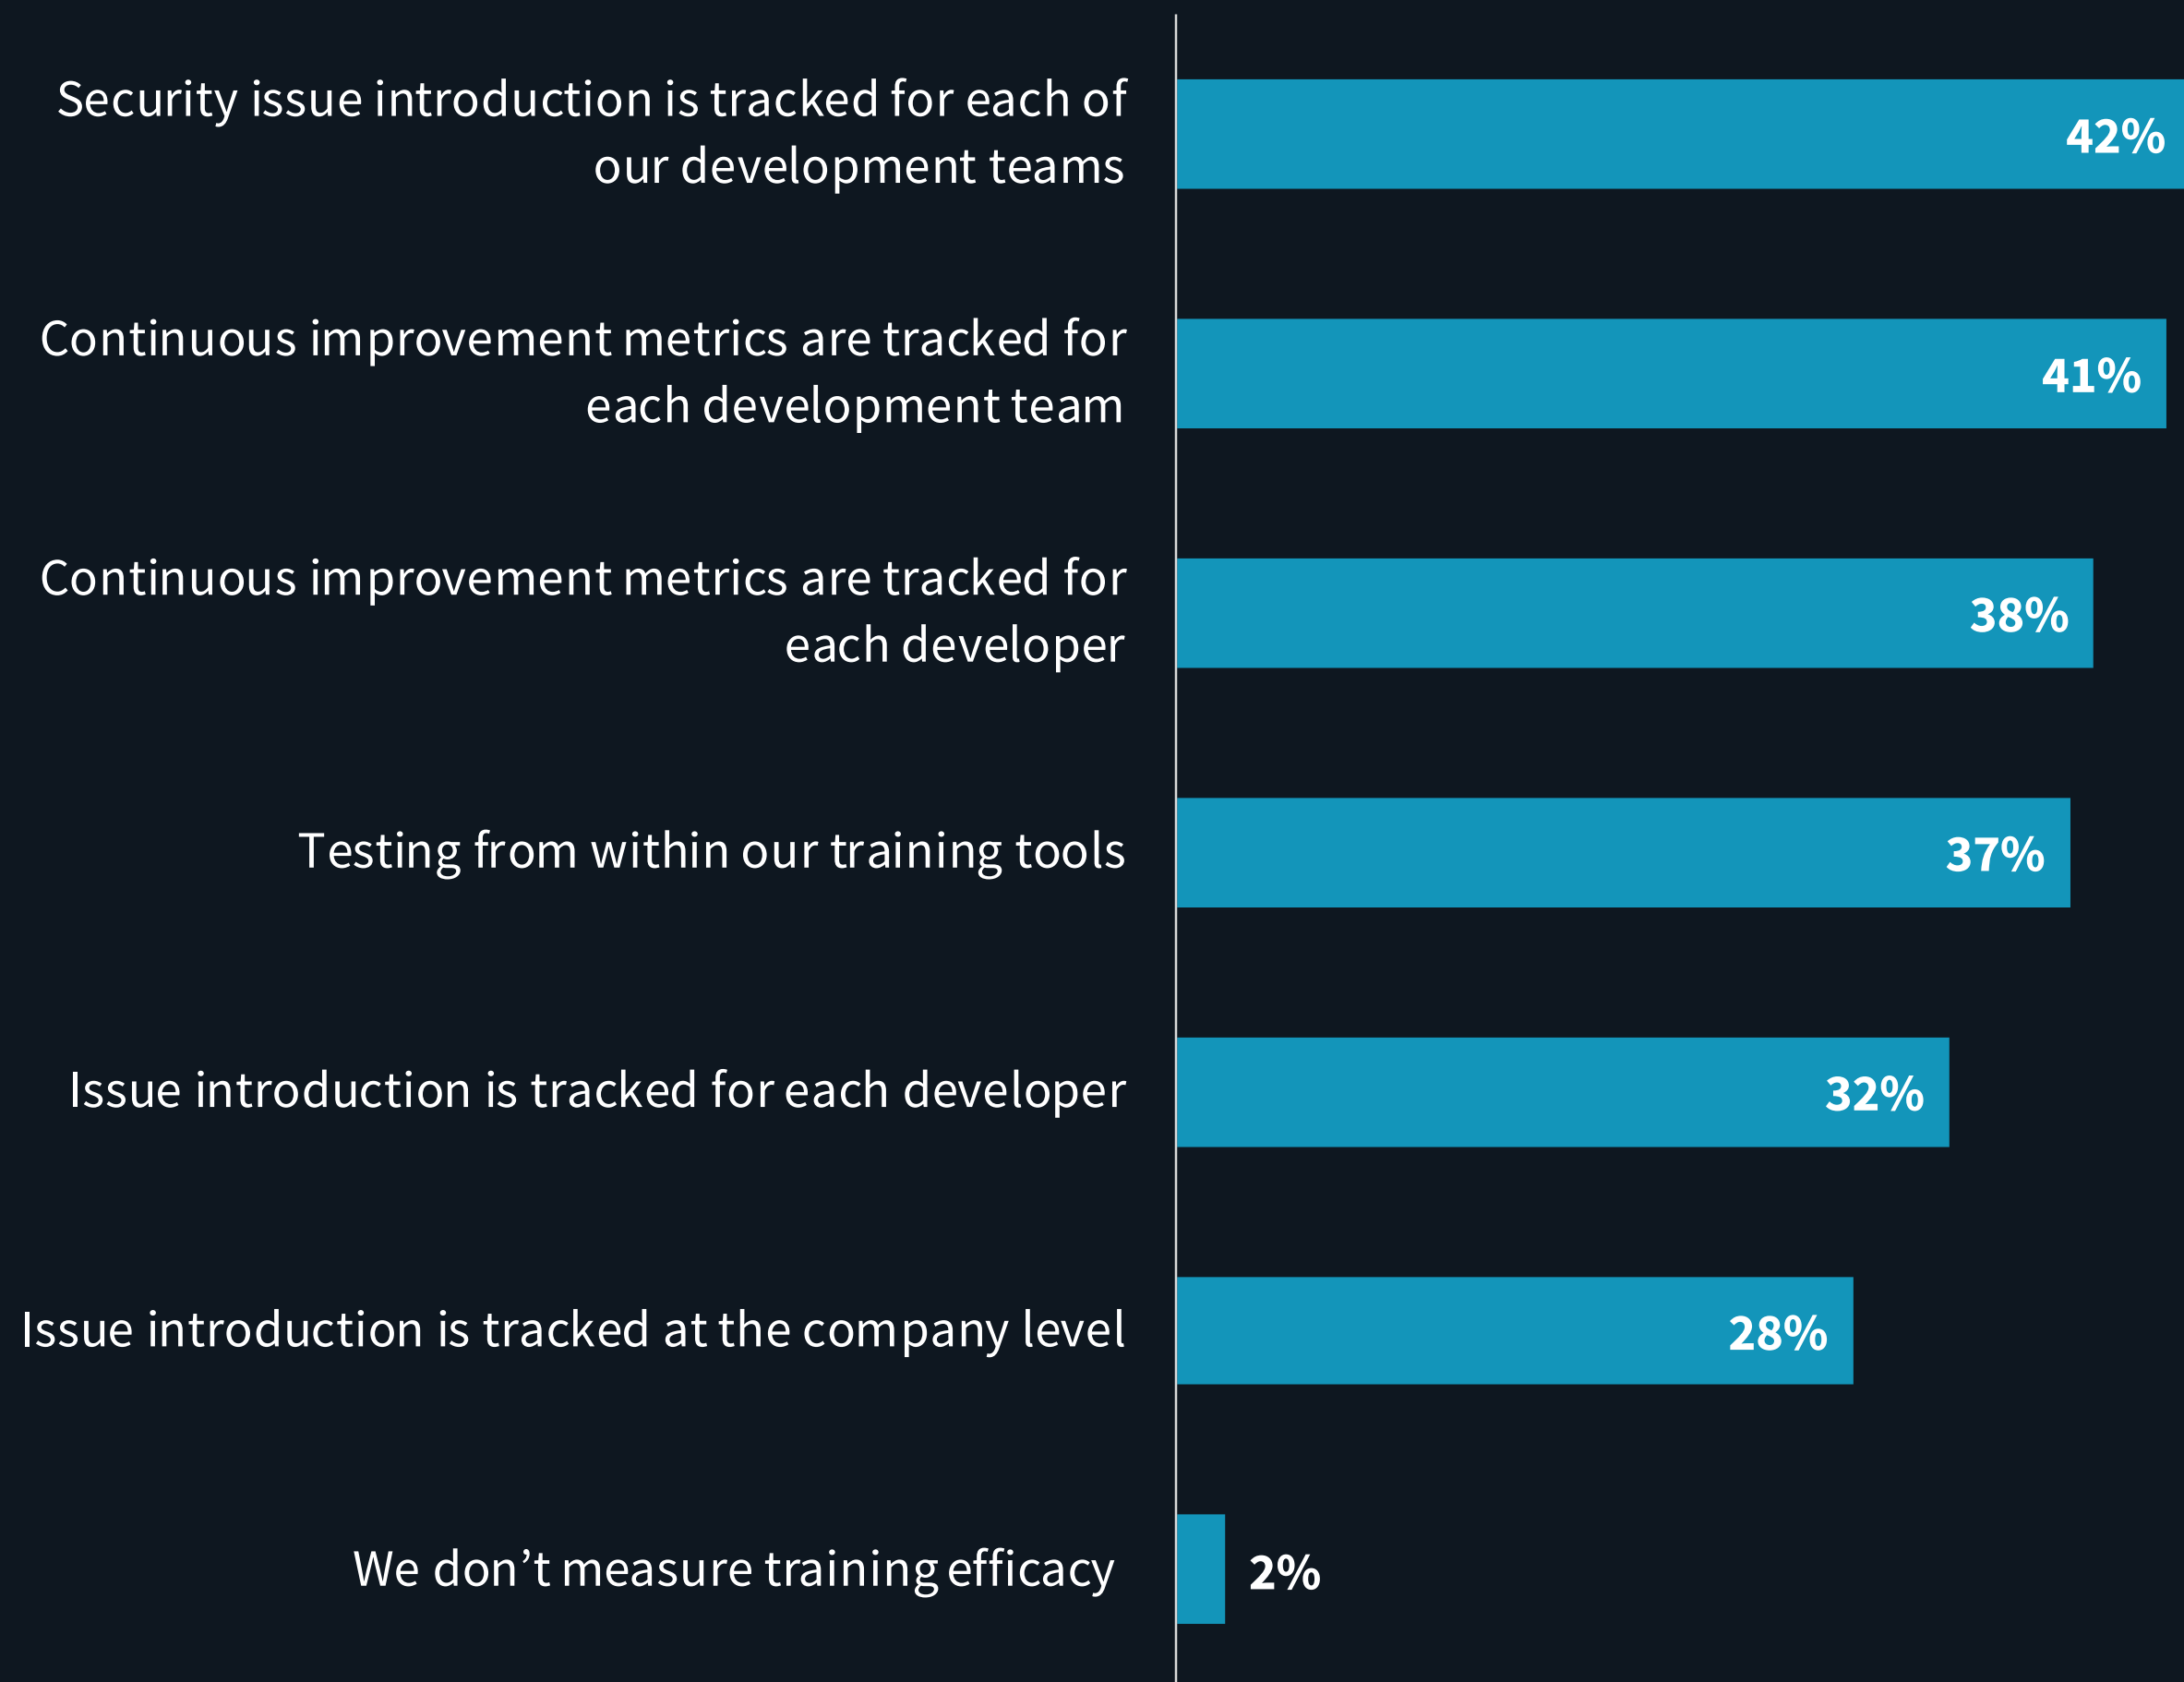 Security issue introduction is tracked for each of
our development teams
42%
Continuous improvement metrics are tracked for
each development team
41%
Continuous improvement metrics are tracked for
each developer
38%
Testing from within our training tools
37%
Issue introduction is tracked for each developer
32%
Issue introduction is tracked at the company level
28%
We don’t measure training efficacy
2%